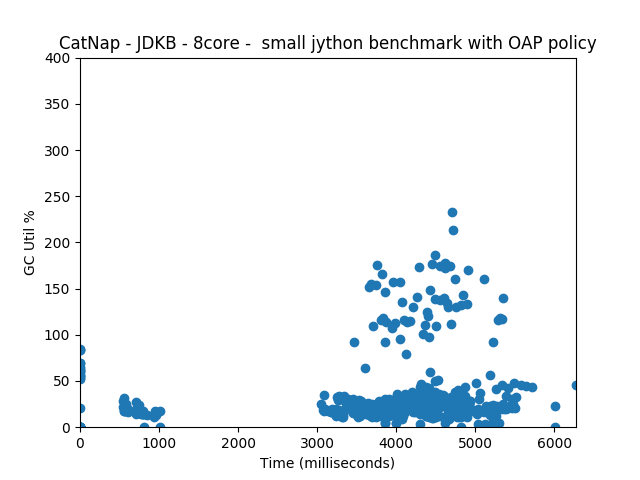 CatNap - JDKB - 8core -  small jython benchmark with OAP policy
400
350
300
250
200
150
100
50
0
GC Util %
0 1000 2000 3000 4000 5000 6000
Time (milliseconds)